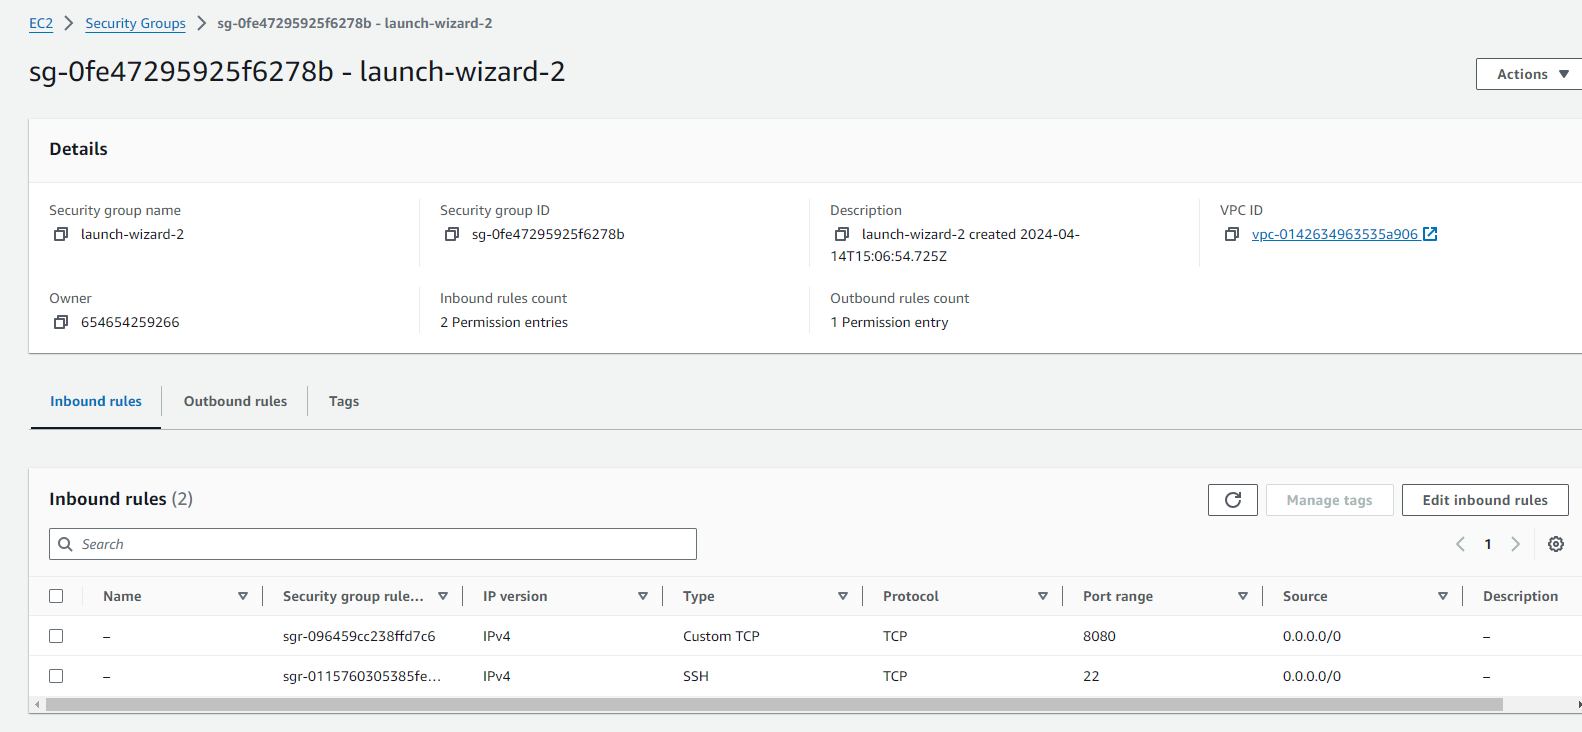 EC2 > Security Groups > sg-0fe47295925f6278b - launch-wizard-2
sg-0fe47295925f6278b - launch-wizard-2
Actions
Details
Security group name
launch-wizard-2
Security group ID
sg-0fe47295925f6278b
Description
launch-wizard-2 created 2024-04-
14T15:06:54.725Z
VPC ID
vpc-0142634963535a906
Owner
654654259266
Inbound rules count
2 Permission entries
Outbound rules count
1 Permission entry
Inbound rules Outbound rules Tags
Inbound rules (2)
Manage tags Edit inbound rules
Search
1
Name Security group rule... IP version Type Protocol Port range Source Description
– sgr-096459cc238ffd7c6 IPv4 Custom TCP TCP 8080 0.0.0.0/0 –
– sgr-0115760305385fe... IPv4 SSH TCP 22 0.0.0.0/0 –